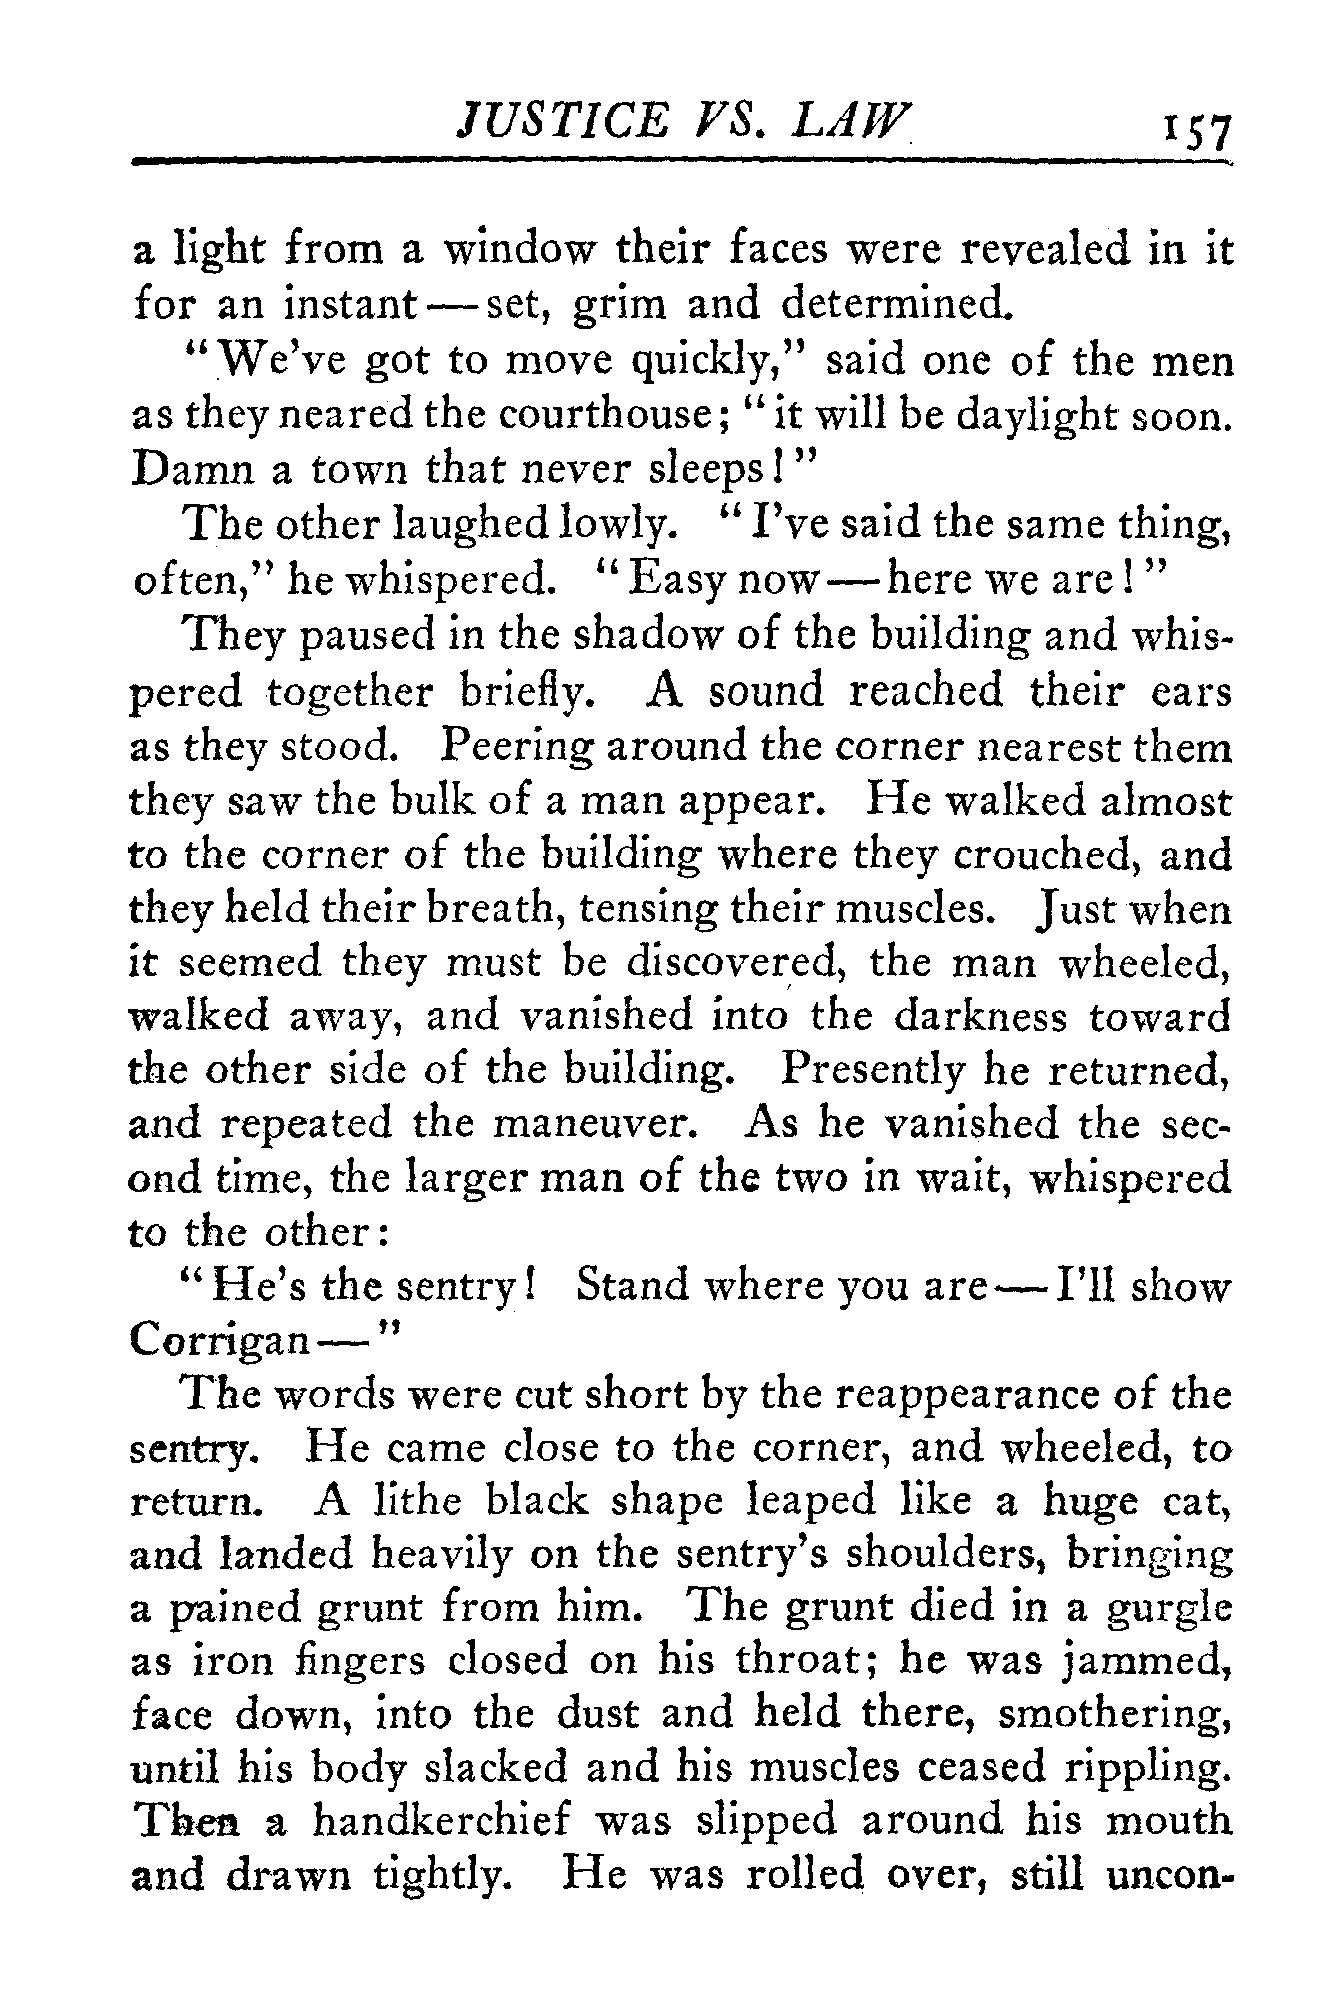 JUSTICE VS. LAW 157
a light from a window their faces were revealed in it
for an instant — set, grim and determined.
"We've got to move quickly," said one of the men
as they neared the courthouse; "it will be daylight soon.
Damn a town that never sleeps!"
The other laughed lowly. "I've said the same thing,
often," he whispered. "Easy now — here we are!"
They paused in the shadow of the building and whis-
pered together briefly. A sound reached their ears
as they stood. Peering around the corner nearest them
they saw the bulk of a man appear. He walked almost
to the corner of the building where they crouched, and
they held their breath, tensing their muscles. Just when
it seemed they must be discovered, the man wheeled,
walked away, and vanished into the darkness toward
the other side of the building. Presently he returned,
and repeated the maneuver. As he vanished the sec-
ond time, the larger man of the two in wait, whispered
to the other:
"He's the sentry! Stand where you are — I'll show
Corrigan — "
The words were cut short by the reappearance of the
sentry. He came close to the corner, and wheeled, to
return. A lithe black shape leaped like a huge cat,
and landed heavily on the sentry's shoulders, bringing
a pained grunt from him. The grunt died in a gurgle
as iron fingers closed on his throat; he was jammed,
face down, into the dust and held there, smothering,
until his body slacked and his muscles ceased rippling.
Then a handkerchief was slipped around his mouth
and drawn tightly. He was rolled over, still uncon-